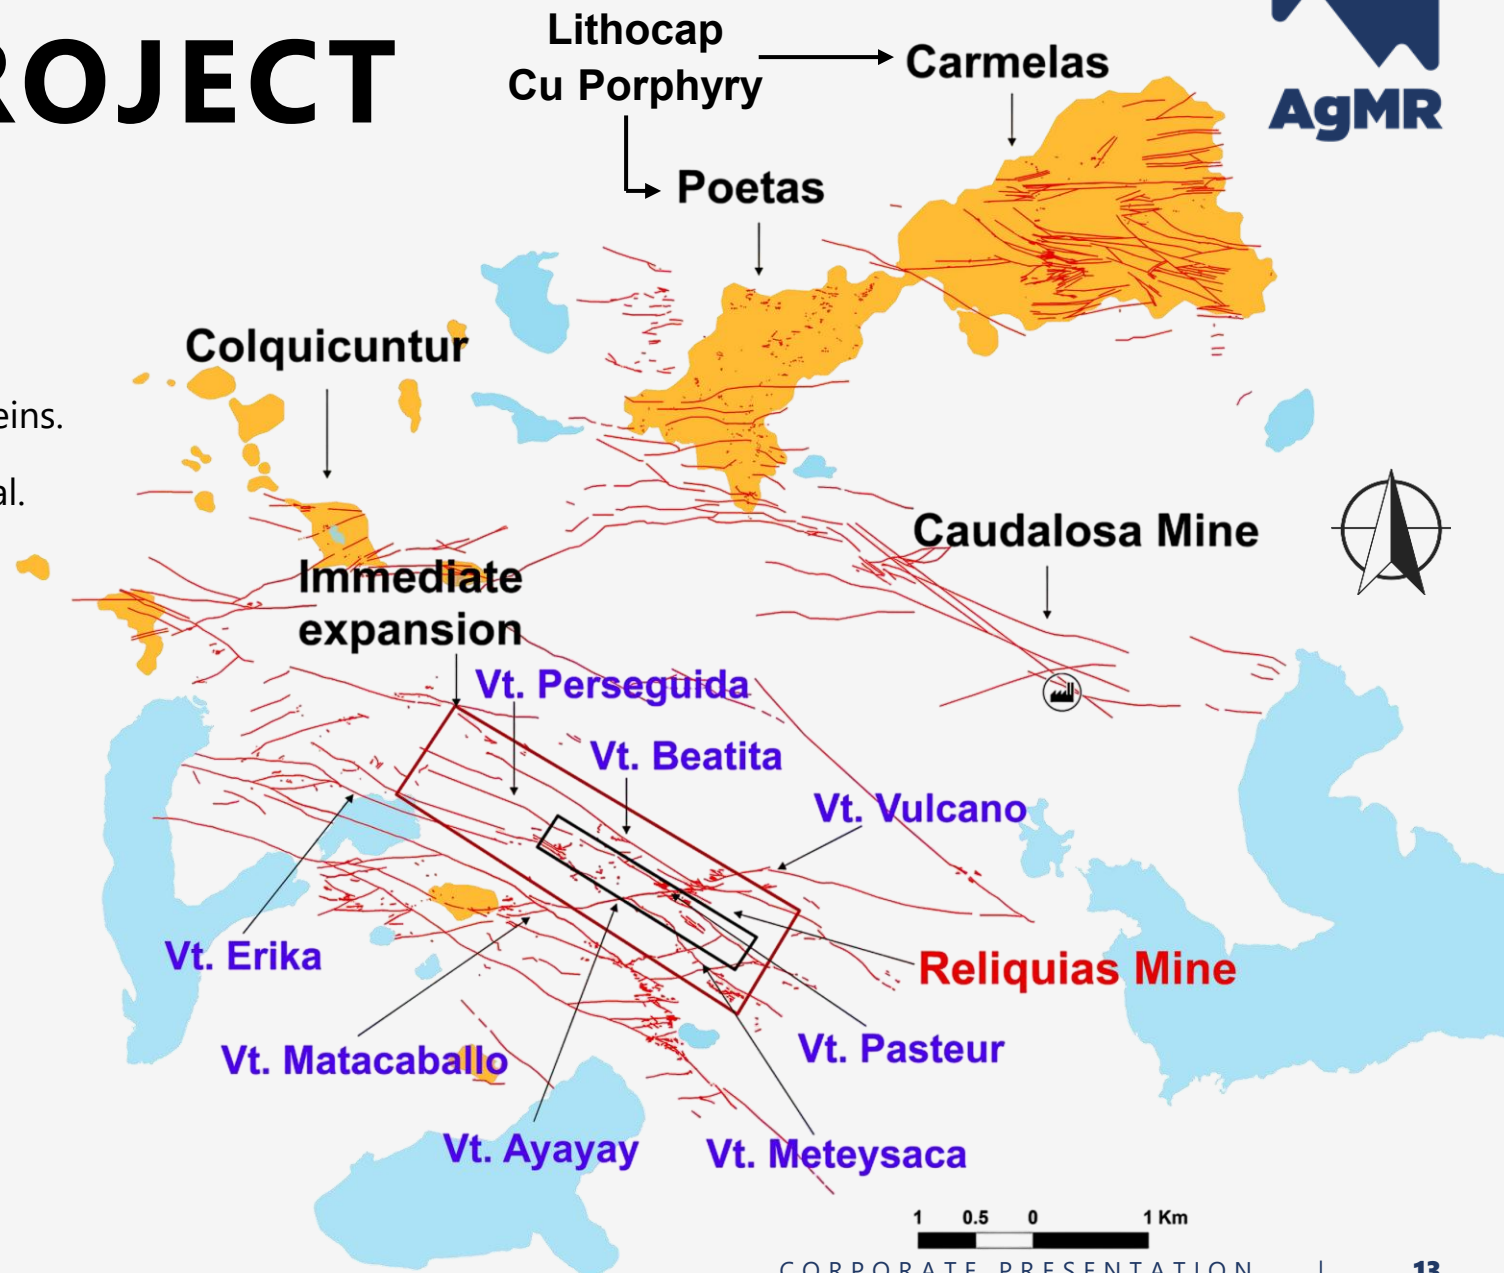 ROJECT
Lithocap
Cu Porphyry
Carmelas
AgMR
Poetas
Colquicuntur
eins.
al.
Caudalosa Mine
Immediate
expansion
Vt. Perseguida
Vt. Beatita
Vt. Vulcano
Vt. Erika
Reliquias Mine
Vt. Matacaballo
Vt. Pasteur
Vt. Ayayay
Vt. Meteysaca
1 0.5 0 1 Km
CORPORATE PRESENTATION | 13